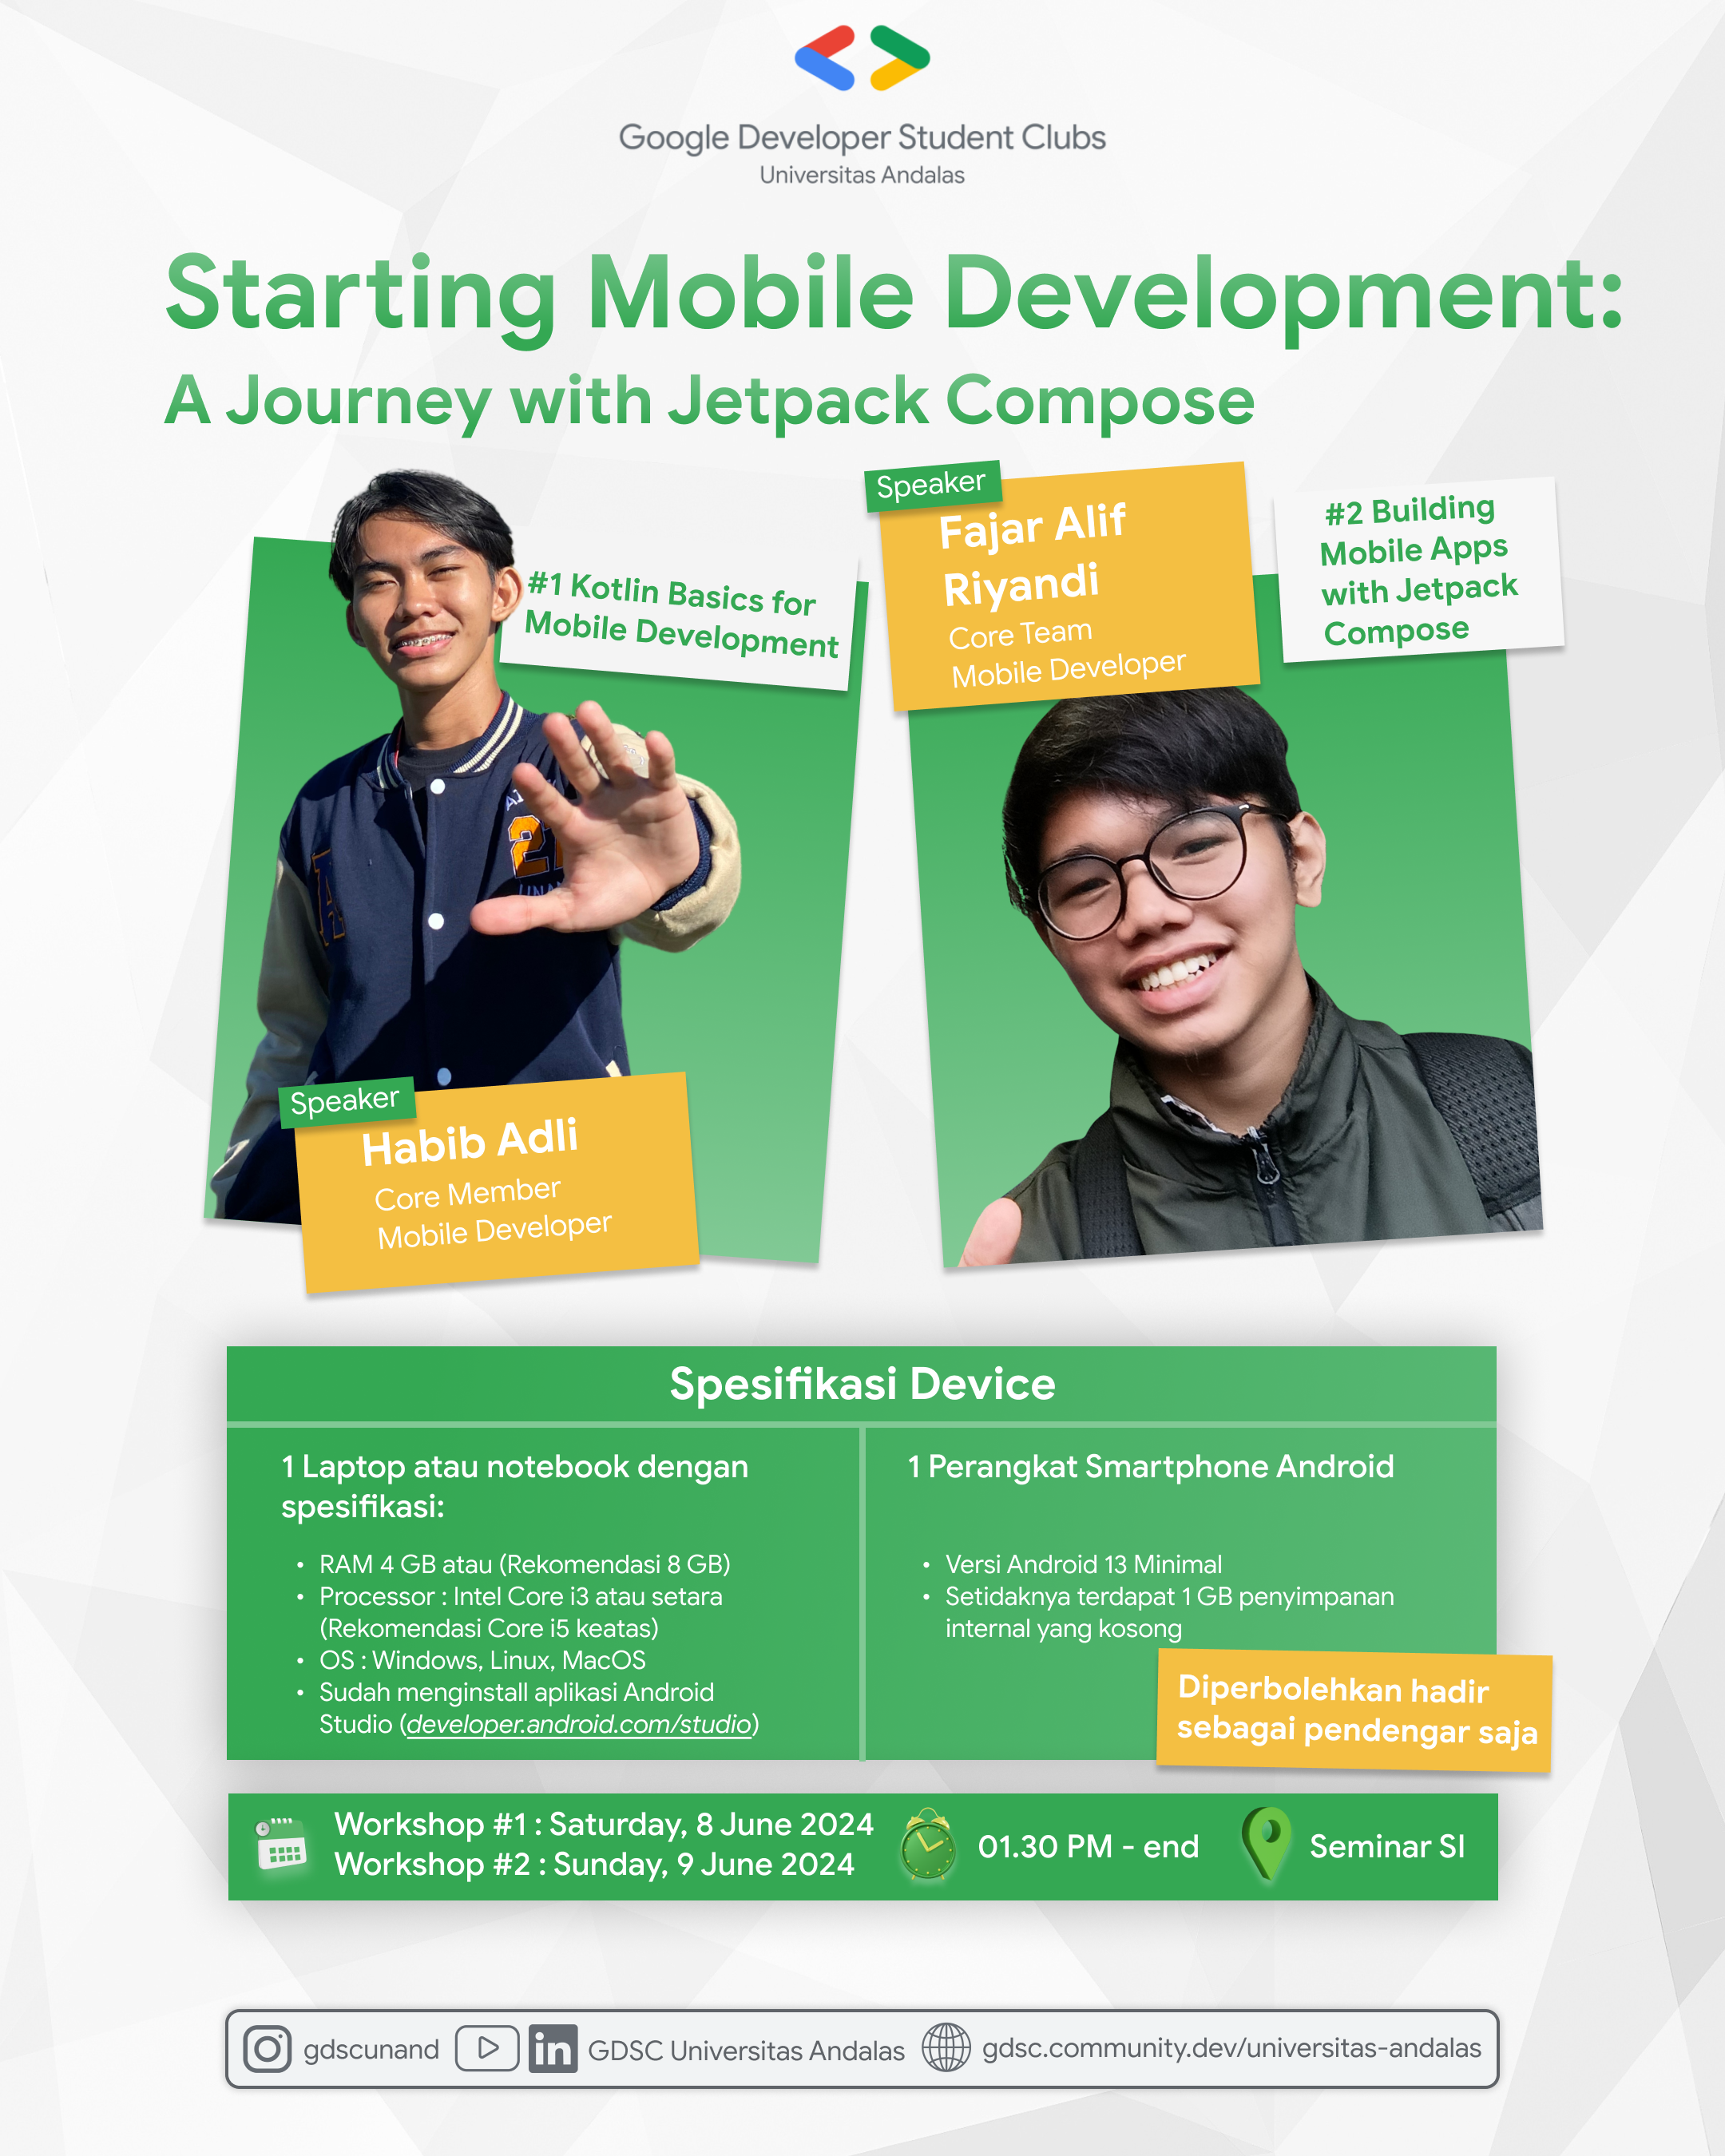 Google Developer Student Clubs
Universitas Andalas
Starting Mobile Development:
A Journey with Jetpack Compose
#1 Kotlin Basics for
Mobile Development
Speaker
Habib Adli
Core Member
Mobile Developer
Speaker
Fajar Alif
Riyandi
Core Team
Mobile Developer
#2 Building
Mobile Apps
with Jetpack
Compose
Spesifikasi Device
1 Laptop atau notebook dengan
spesifikasi:
• RAM 4 GB atau (Rekomendasi 8 GB)
• Processor : Intel Core i3 atau setara
(Rekomendasi Core i5 keatas)
• OS : Windows, Linux, MacOS
• Sudah menginstall aplikasi Android
Studio (developer.android.com/studio)
1 Perangkat Smartphone Android
• Versi Android 13 Minimal
• Setidaknya terdapat 1 GB penyimpanan
internal yang kosong
Diperbolehkan hadir
sebagai pendengar saja
Workshop #1 : Saturday, 8 June 2024
Workshop #2 : Sunday, 9 June 2024
01.30 PM - end
Seminar SI
gdscunand
in
GDSC Universitas Andalas
gdsc.community.dev/universitas-andalas